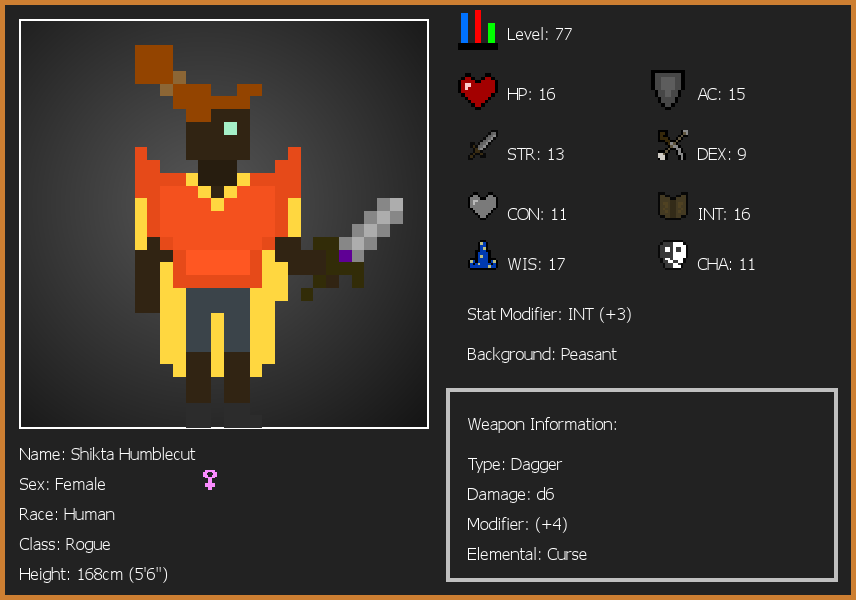 Level: 77
HP: 16
AC: 15
STR: 13
DEX: 9
CON: 11
INT: 16
WIS: 17
CHA: 11
Stat Modifier: INT (+3)
Background: Peasant
Weapon Information:
Type: Dagger
Damage: d6
Modifier: (+4)
Elemental: Curse
Name: Shikta Humblecut
Sex: Female
Race: Human
Class: Rogue
Height: 168cm (5'6")